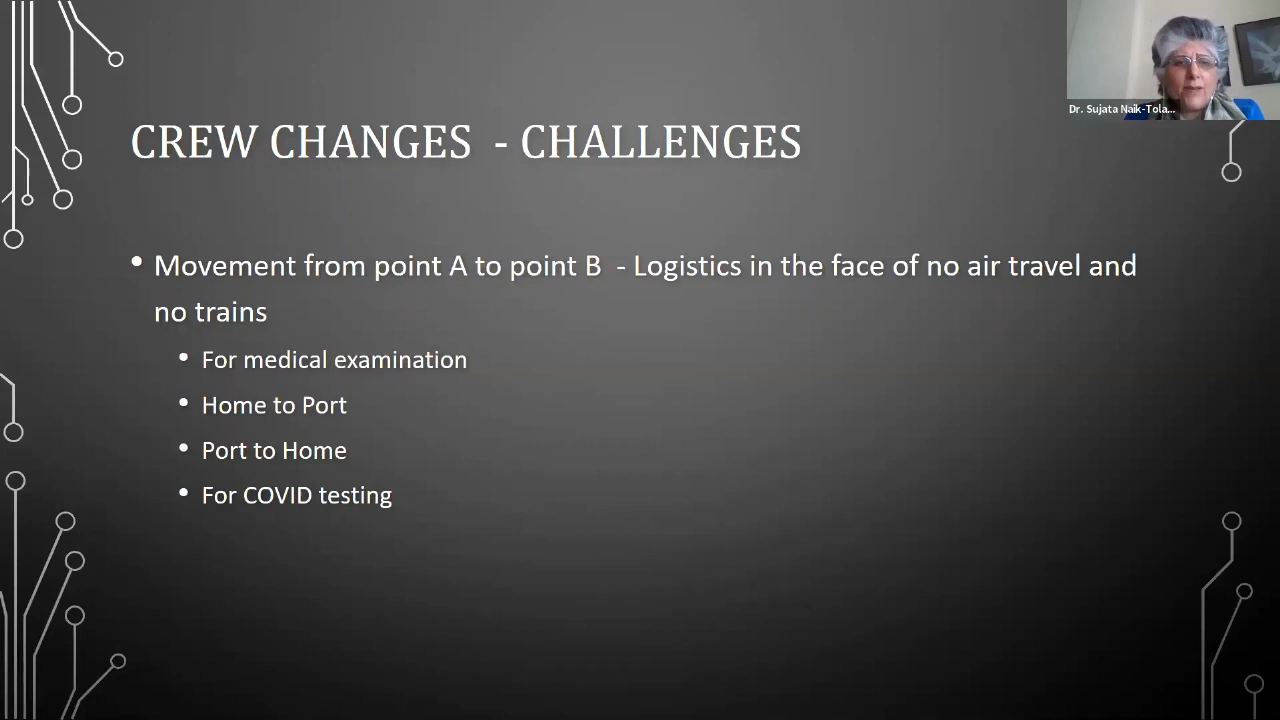 Dr. Sujata Naik-Tola...
CREW CHANGES - CHALLENGES
• Movement from point A to point B - Logistics in the face of no air travel and
no trains
• For medical examination
• Home to Port
• Port to Home
• For COVID testing